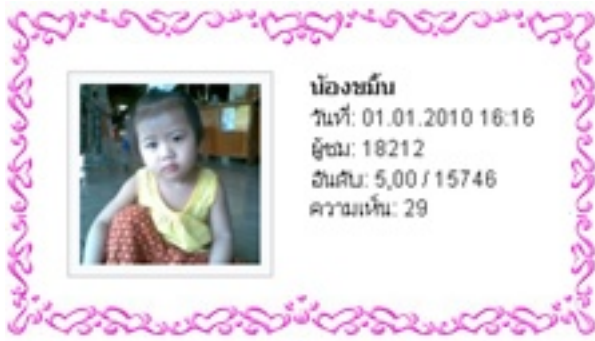 น้องขมิ้น
วันที่: 01.01.2010 16:16
ผู้ชม: 18212
อันดับ: 5,00 / 15746
ความเห็น: 29